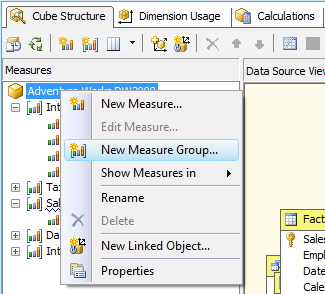 Cube Structure Dimension Usage Calculations
Measures
Data Source View
Adventure Works DW2008
Int
New Measure...
Edit Measure...
New Measure Group...
Show Measures in
Tax
Rename
Sal
Delete
Fact
Da
New Linked Object...
Sales
Int
Emplo
Properties
Date
Cale